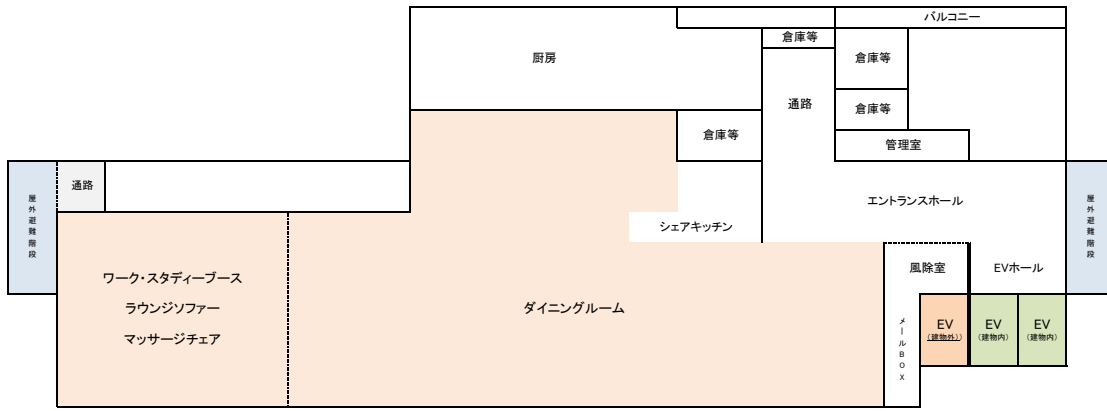 バルコニー
倉庫等
厨房
倉庫等
通路
倉庫等
倉庫等
管理室
通路
屋外避難階段
エントランスホール
屋外避難階段
シェアキッチン
ワーク・スタディーブース
ラウンジソファー
マッサージチェア
ダイニングルーム
風除室
EVホール
メールBOX
EV
(建物外))
EV
(建物内)
EV
(建物内)